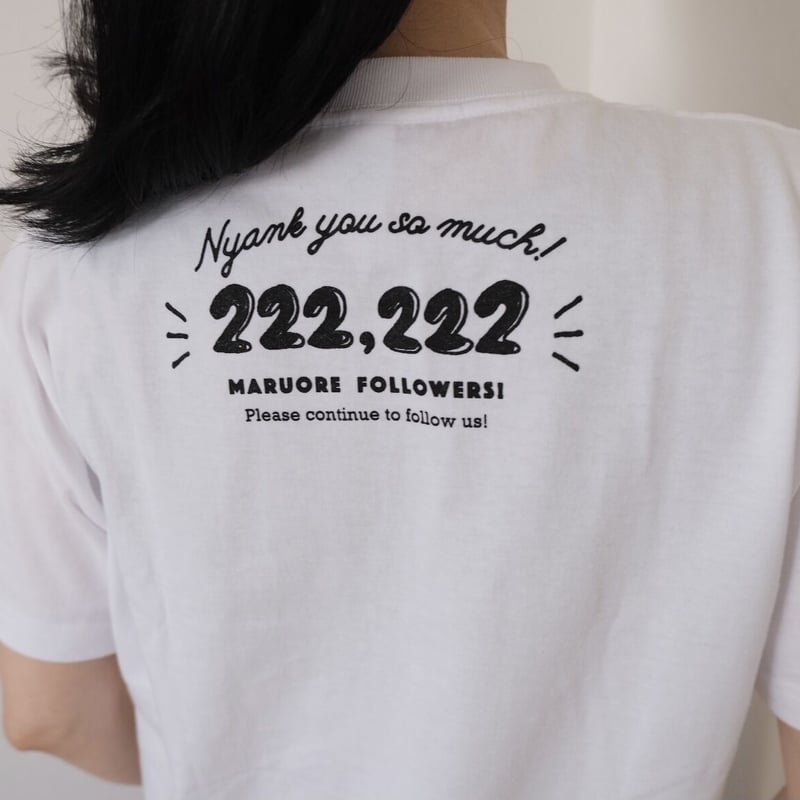 Nyank you so much!
222,222
MARUORE FOLLOWERS!
Please continue to follow us!